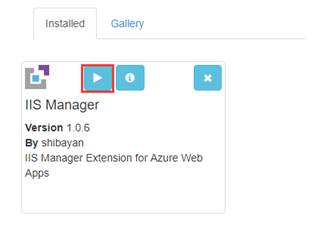 Installed
Gallery
IIS Manager
Version 1.0.6
By shibayan
IIS Manager Extension for Azure Web
Apps